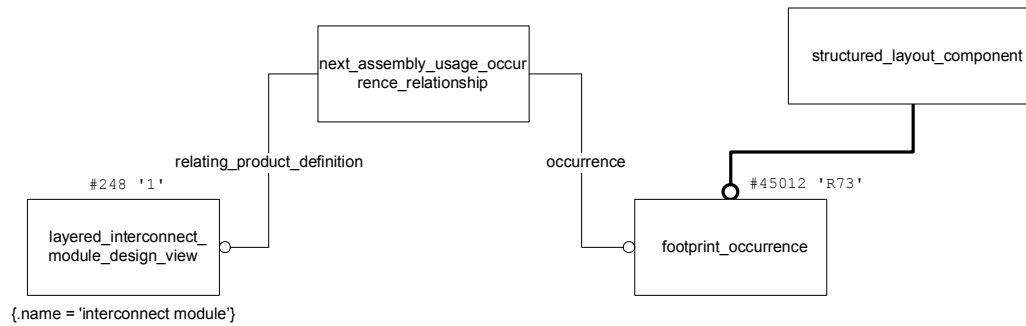 next_assembly_usage_occur
rence_relationship
structured_layout_component
relating_product_definition
occurrence
#248 '1'
#45012 'R73'
layered_interconnect_
module_design_view
footprint_occurrence
{.name = 'interconnect module'}